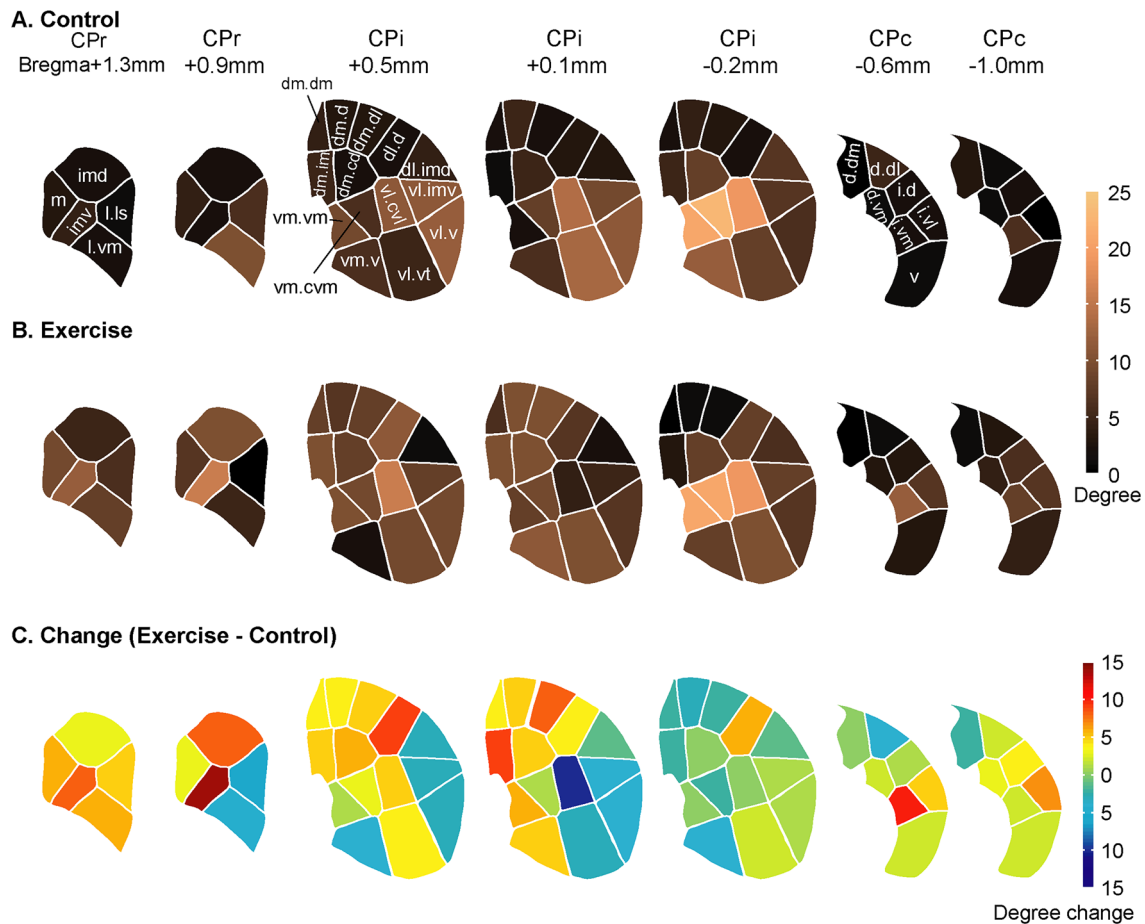 A. Control
CPr
Bregma+1.3mm
CPr
+0.9mm
CPi
+0.5mm
CPi
+0.1mm
CPi
-0.2mm
CPc
-0.6mm
CPc
-1.0mm
dm.dm
dm.d
dm.dl
dl.d
dm.im
dm.cd
dl.imd
vl.imv
vl.cvl
vl.v
vm.vm
vm.v
vl.vt
vm.cvm
imd
m
imv
l.ls
l.vm
d.dm
d.dl
i.d
d.vm
i.vl
i.vm
v
25
20
15
10
5
0
Degree
B. Exercise
C. Change (Exercise - Control)
15
10
5
0
5
10
15
Degree change